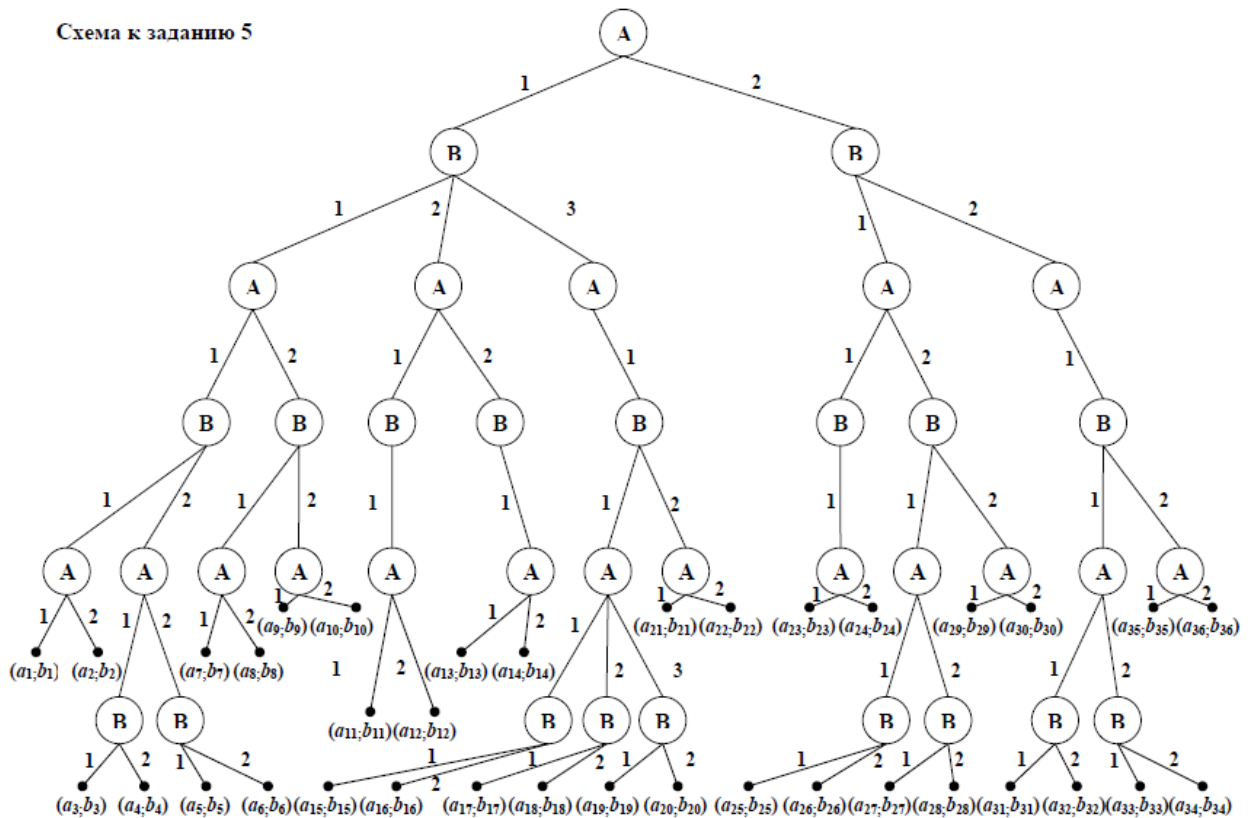 Схема к заданию 5
A
1 2
B B
1 2 3 1 2
A A A A A
1 2 1 2 1 1 2 1
B B B B B B B B
1 2 1 2 1 1 1 2 1 1 2 1 2
A A A A A A A A A A A A A
1 2 1 2 1 2 1 2 1 2 1 2 1 2 3 1 2 1 2 1 2 1 2 1 2 1 2
(a9;b9) (a10;b10) (a21;b21) (a22;b22) (a23;b23) (a24;b24) (a29;b29) (a30;b30) (a35;b35) (a36;b36)
(a1;b1) (a2;b2) (a7;b7) (a8;b8) (a13;b13) (a14;b14)
B B (a11;b11) (a12;b12) B B B B B B B
1 2 1 2 1 2 1 2 1 2 1 2 1 2 1 2 1 2
(a3;b3) (a4;b4) (a5;b5) (a6;b6) (a15;b15) (a16;b16) (a17;b17) (a18;b18) (a19;b19) (a20;b20) (a25;b25) (a26;b26) (a27;b27) (a28;b28) (a31;b31) (a32;b32) (a33;b33) (a34;b34)